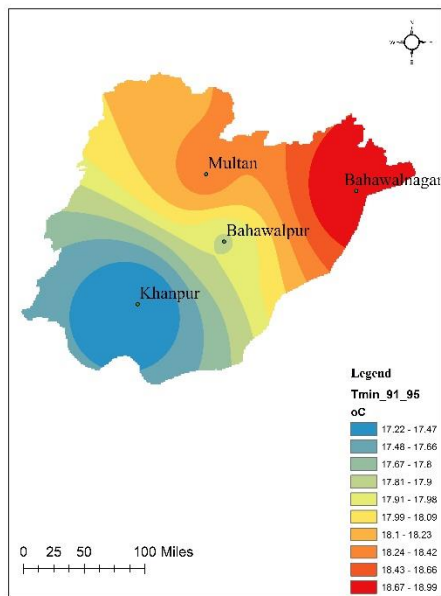 N
W
E
S
Multan
Bahawalnagar
Bahawalpur
Khanpur
Legend
Tmin_91_95
oC
17.22 - 17.47
17.48 - 17.66
17.67 - 17.8
17.81 - 17.9
17.91 - 17.98
17.99 - 18.09
18.1 - 18.23
18.24 - 18.42
18.43 - 18.66
18.67 - 18.99
0 25 50 100 Miles